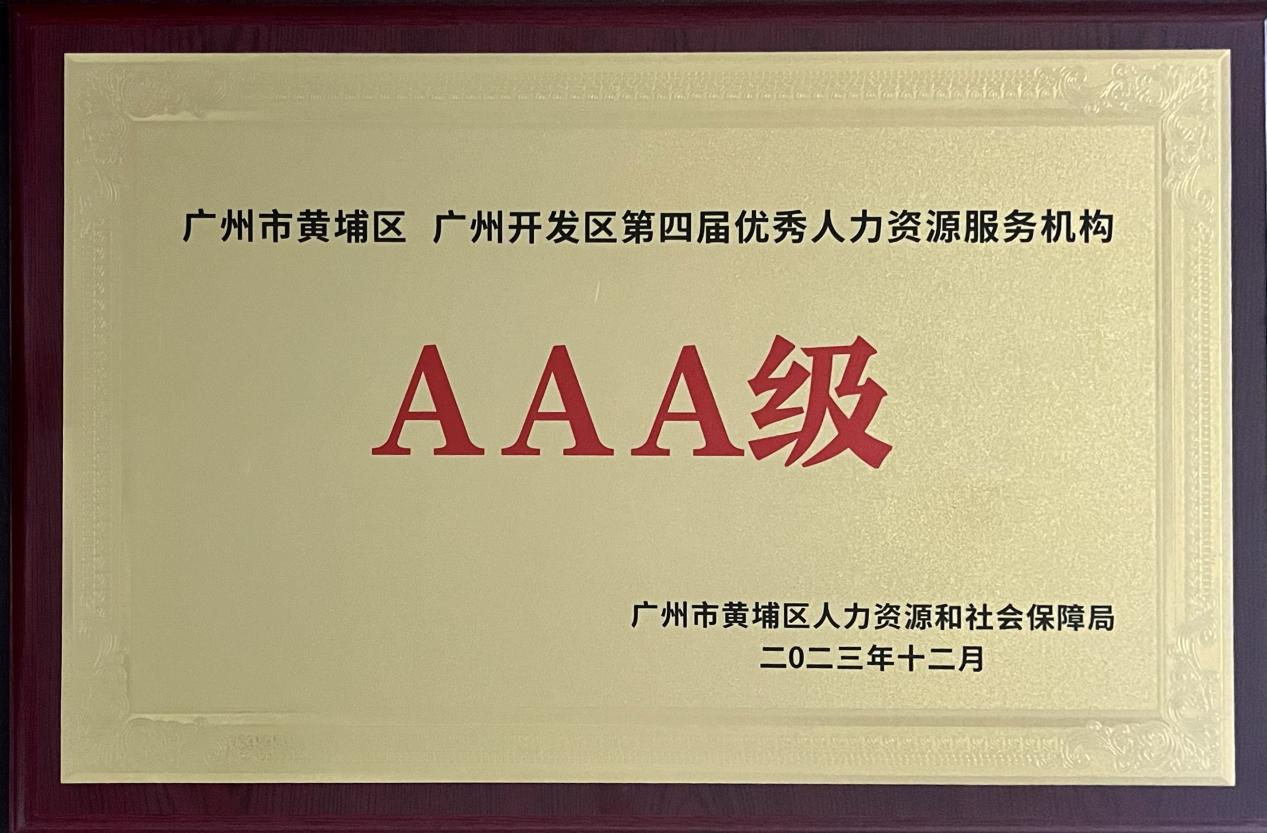 广州市黄埔区 广州开发区第四届优秀人力资源服务机构
AAA级
广州市黄埔区人力资源和社会保障局
二0二三年十二月